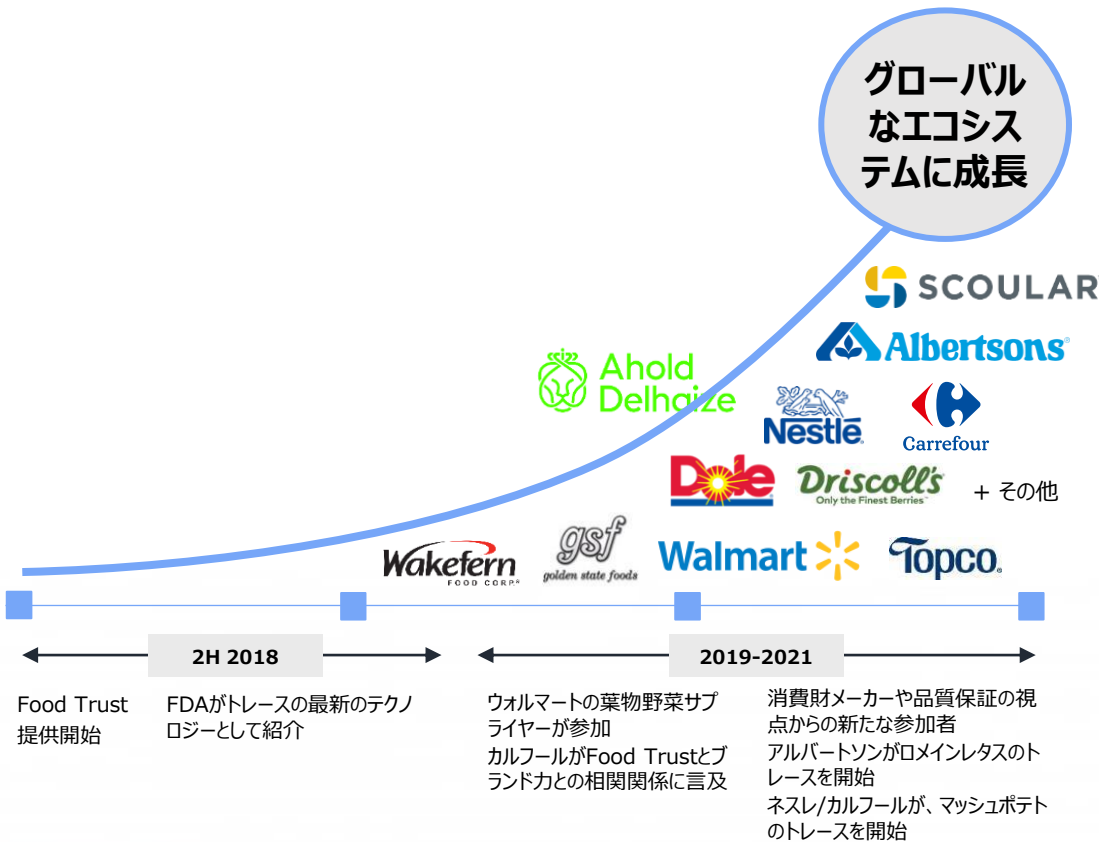 グローバル
なエコシス
テムに成長
SCOULAR
Albertsons®
Ahold
Delhaize
Nestlé®
Carrefour
Dole®
Driscoll's
Only the Finest Berries™
+ その他
Wakefern
FOOD CORP.®
gsf
golden state foods
Walmart
Topco®
2H 2018
2019-2021
Food Trust
提供開始
FDAがトレースの最新のテクノ
ロジーとして紹介
ウォルマートの葉物野菜サプ
ライヤーが参加
カルフールがFood Trustとブ
ランド力との相関関係に言及
消費財メーカーや品質保証の視
点からの新たな参加者
アルバートソンがロメインレタスのト
レースを開始
ネスレ/カルフールが、マッシュポテト
のトレースを開始